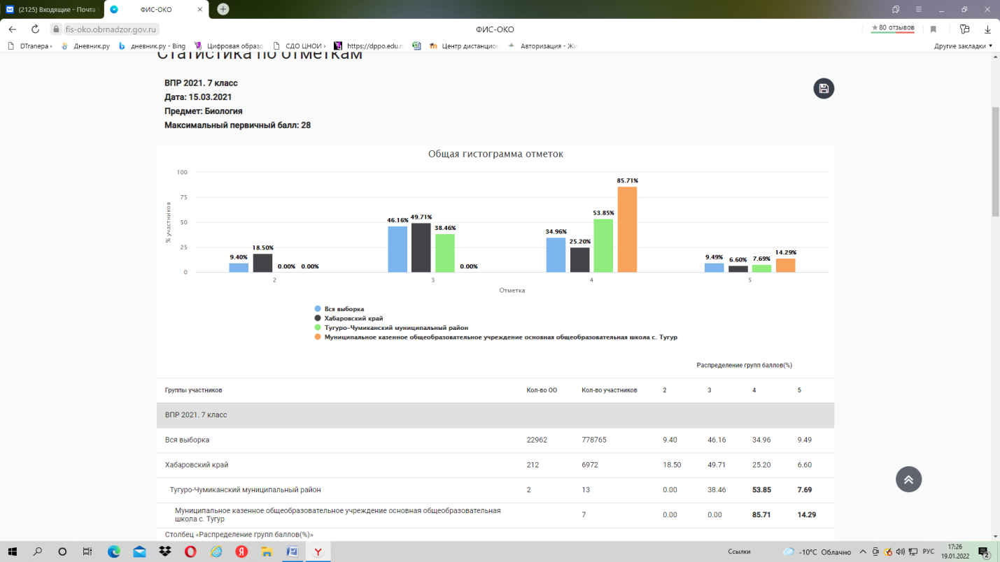 (2125) Входящие - Почта
ФИС-ОКО
fis-oko.obrnadzor.gov.ru
ФИС-ОКО
★ 80 отзывов
DTranepa ›
Дневник.ру
дневник.ру - Bing
Цифровая образо
СДО ЦНОИ ›
https://dppo.edu.ru
Центр дистанцион
Авторизация - Жи
Другие закладки
Статистика по отметкам
ВПР 2021. 7 класс
Дата: 15.03.2021
Предмет: Биология
Максимальный первичный балл: 28
Общая гистограмма отметок
% участников
100
75
50
25
0
9.40%
18.50%
0.00%
0.00%
46.16%
49.71%
38.46%
0.00%
34.96%
25.20%
53.85%
85.71%
9.49%
6.60%
7.69%
14.29%
2
3
4
5
Отметка
Вся выборка
Хабаровский край
Тугуро-Чумиканский муниципальный район
Муниципальное казенное общеобразовательное учреждение основная общеобразовательная школа с. Тугур
Распределение групп баллов(%)
Группы участников Кол-во ОО Кол-во участников 2 3 4 5
ВПР 2021. 7 класс
Вся выборка 22962 778765 9.40 46.16 34.96 9.49
Хабаровский край 212 6972 18.50 49.71 25.20 6.60
Тугуро-Чумиканский муниципальный район 2 13 0.00 38.46 53.85 7.69
Муниципальное казенное общеобразовательное учреждение основная общеобразовательная
школа с. Тугур 7 0.00 0.00 85.71 14.29
Столбец «Распределение групп баллов(%)»
Ссылки
-10°C Облачно
РУС
17:26
19.01.2022
2